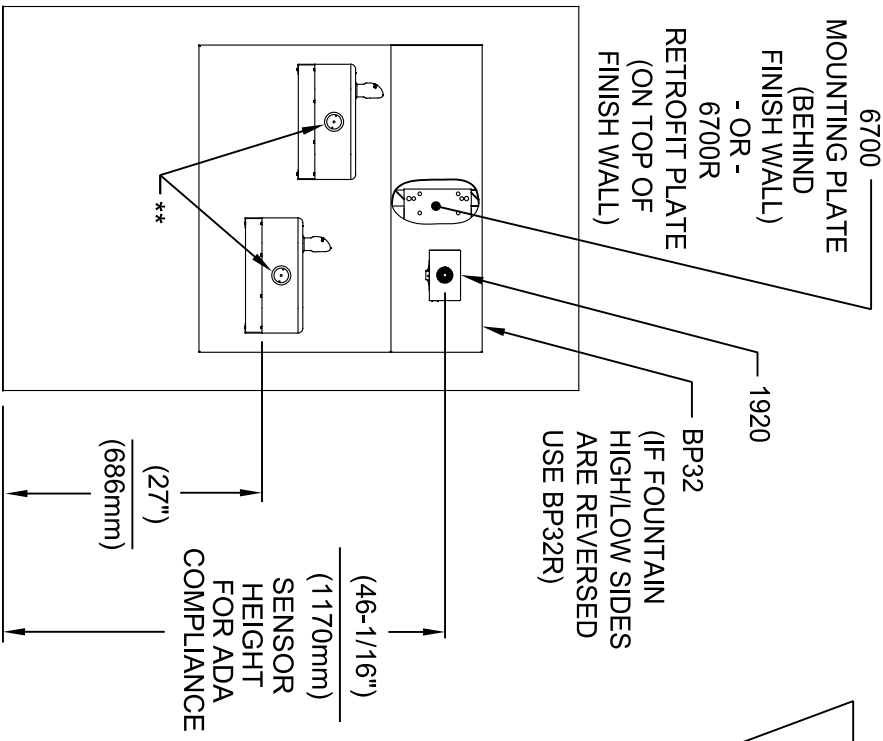 6700
MOUNTING PLATE
(BEHIND
FINISH WALL)
- OR -
6700R
RETROFIT PLATE
(ON TOP OF
FINISH WALL)
1920
BP32
(IF FOUNTAIN
HIGH/LOW SIDES
ARE REVERSED
USE BP32R)
**
(27")
(686mm)
(46-1/16")
(1170mm)
SENSOR
HEIGHT
FOR ADA
COMPLIANCE